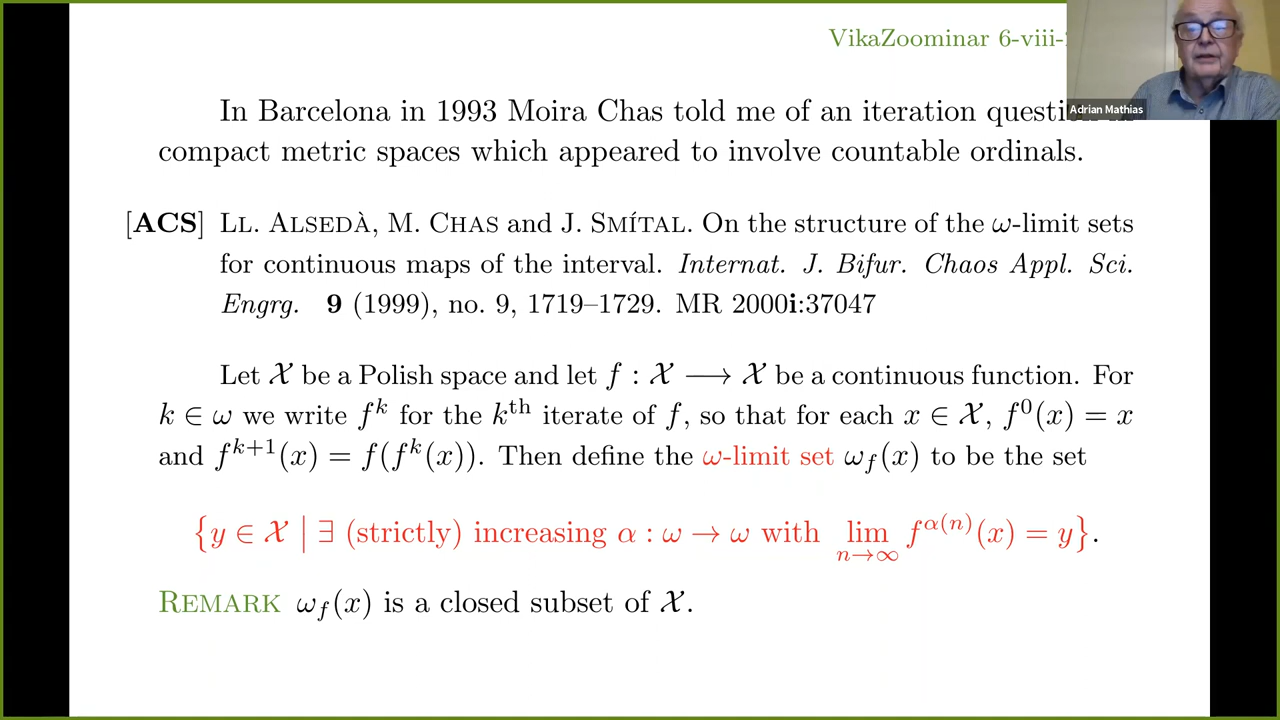 VikaZoominar 6-viii-
Adrian Mathias
In Barcelona in 1993 Moira Chas told me of an iteration
compact metric spaces which appeared to involve countable ordinals.
[ACS] LL. ALSEDÀ, M. CHAS and J. SMÍTAL. On the structure of the ω-limit sets
for continuous maps of the interval. Internat. J. Bifur. Chaos Appl. Sci.
Engrg. 9 (1999), no. 9, 1719–1729. MR 2000i:37047
Let 𝒳 be a Polish space and let f : 𝒳 ⟶ 𝒳 be a continuous function. For
k ∈ ω we write fᵏ for the kᵗʰ iterate of f, so that for each x ∈ 𝒳, f⁰(x) = x
and fᵏ⁺¹(x) = f(fᵏ(x)). Then define the ω-limit set ω_f(x) to be the set
{y ∈ 𝒳 | ∃ (strictly) increasing α : ω → ω with lim_{n→∞} f^{α(n)}(x) = y}.
REMARK ω_f(x) is a closed subset of 𝒳.